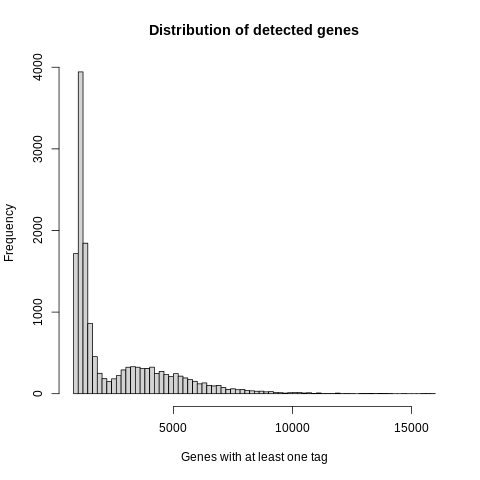 Distribution of detected genes
Frequency
4000
3000
2000
1000
0
5000 10000 15000
Genes with at least one tag